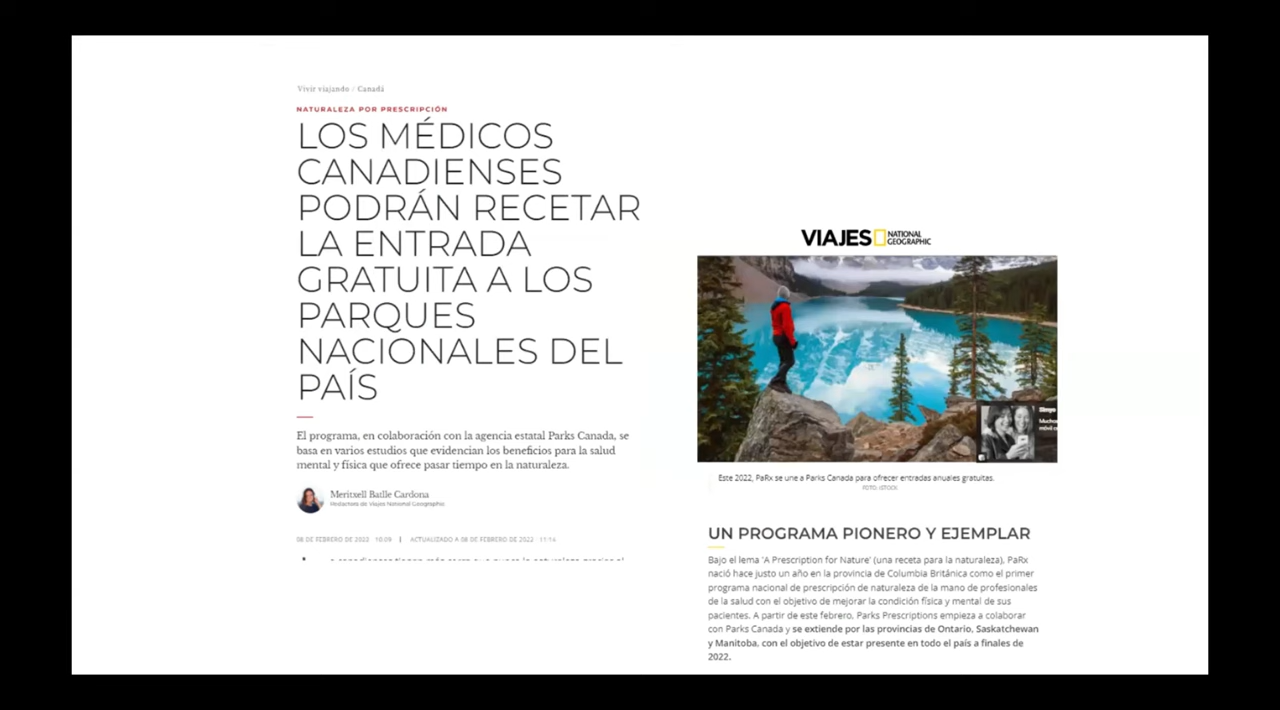 Vivir viajando / Canadá
NATURALEZA POR PRESCRIPCIÓN
LOS MÉDICOS
CANADIENSES
PODRÁN RECETAR
LA ENTRADA
GRATUITA A LOS
PARQUES
NACIONALES DEL
PAÍS
El programa, en colaboración con la agencia estatal Parks Canada, se
basa en varios estudios que evidencian los beneficios para la salud
mental y física que ofrece pasar tiempo en la naturaleza.
Meritxell Batlle Cardona
Redactora de Viajes National Geographic
08 DE FEBRERO DE 2022 · 10:09 | ACTUALIZADO A 08 DE FEBRERO DE 2022 · 11:14
VIAJES NATIONAL
GEOGRAPHIC
Este 2022, PaRx se une a Parks Canada para ofrecer entradas anuales gratuitas.
FOTO: ISTOCK
UN PROGRAMA PIONERO Y EJEMPLAR
Bajo el lema 'A Prescription for Nature' (una receta para la naturaleza), PaRx
nació hace justo un año en la provincia de Columbia Británica como el primer
programa nacional de prescripción de naturaleza de la mano de profesionales
de la salud con el objetivo de mejorar la condición física y mental de sus
pacientes. A partir de este febrero, Parks Prescriptions empieza a colaborar
con Parks Canada y se extiende por las provincias de Ontario, Saskatchewan
y Manitoba, con el objetivo de estar presente en todo el país a finales de
2022.